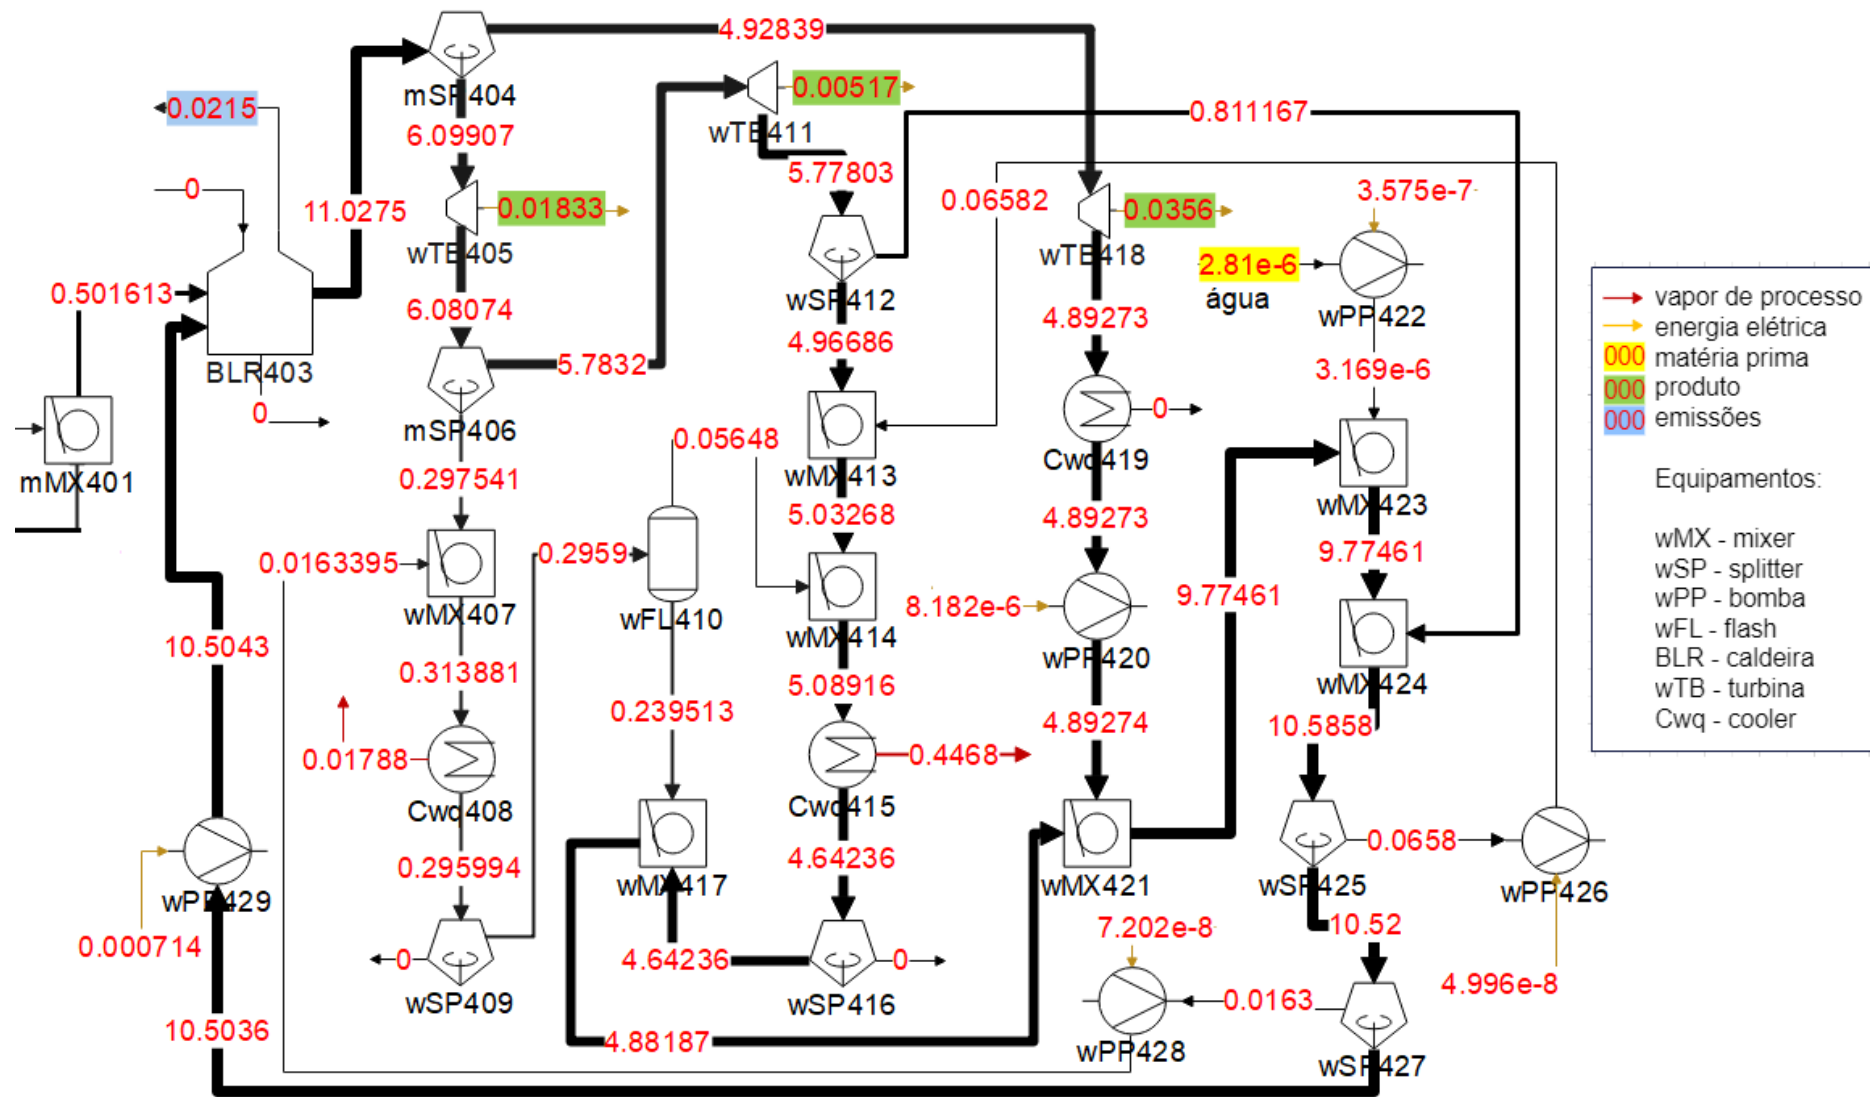 4.92839
mSP404
0.00517
0.0215
wTB411
0.811167
6.09907
5.77803
0
11.0275
0.01833
0.06582
0.0356
3.575e-7
wTB405
wTB418
2.81e-6
água
wPP422
0.501613
6.08074
wSP412
4.96686
4.89273
BLR403
5.7832
3.169e-6
0
mSP406
0
0.05648
mMX401
0.297541
wMX413
Cwq419
wMX423
5.03268
4.89273
0.0163395
0.2959
9.77461
wMX407
wFL410
wMX414
8.182e-6
wPP420
9.77461
10.5043
0.313881
5.08916
wMX424
0.239513
4.89274
10.5858
0.01788
0.4468
Cwq408
Cwq415
0.0658
0.295994
4.64236
wPP429
wMX417
wMX421
wSP425
wPP426
0.000714
0
4.64236
0
7.202e-8
10.52
4.996e-8
wSP409
wSP416
0.0163
10.5036
4.88187
wPP428
wSP427
vapor de processo
energia elétrica
000 matéria prima
000 produto
000 emissões
Equipamentos:
wMX - mixer
wSP - splitter
wPP - bomba
wFL - flash
BLR - caldeira
wTB - turbina
Cwq - cooler